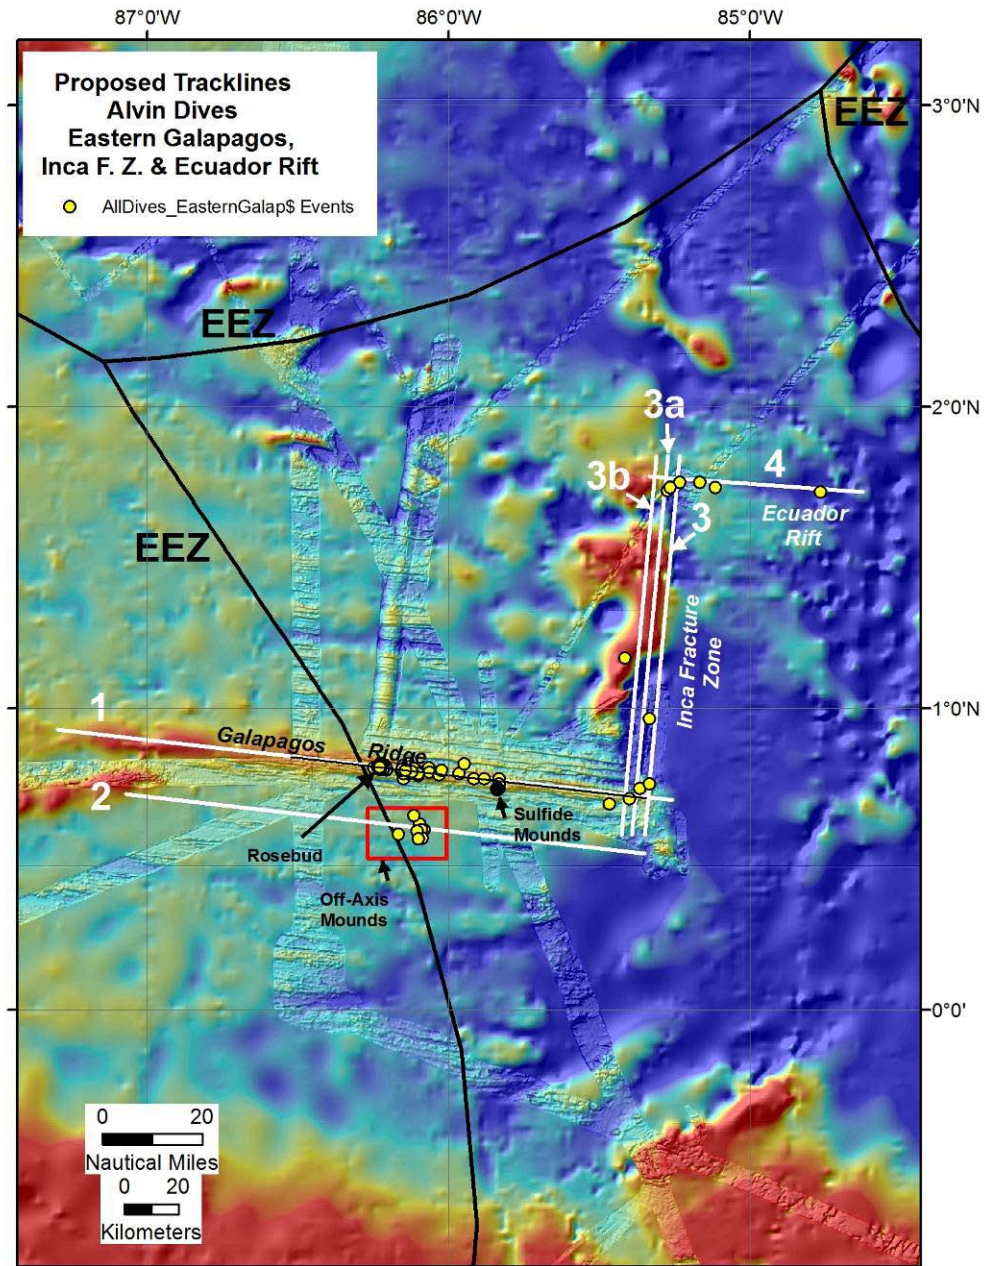 87°0'W
86°0'W
85°0'W
Proposed Tracklines
Alvin Dives
Eastern Galapagos,
Inca F. Z. & Ecuador Rift
AllDives_EasternGalap$ Events
EEZ
3°0'N
EEZ
2°0'N
3a
3b
4
3
Ecuador
Rift
EEZ
Inca Fracture
Zone
1
1°0'N
Galapagos
Ridge
2
Sulfide
Mounds
Rosebud
Off-Axis
Mounds
0°0'
0 20
Nautical Miles
0 20
Kilometers